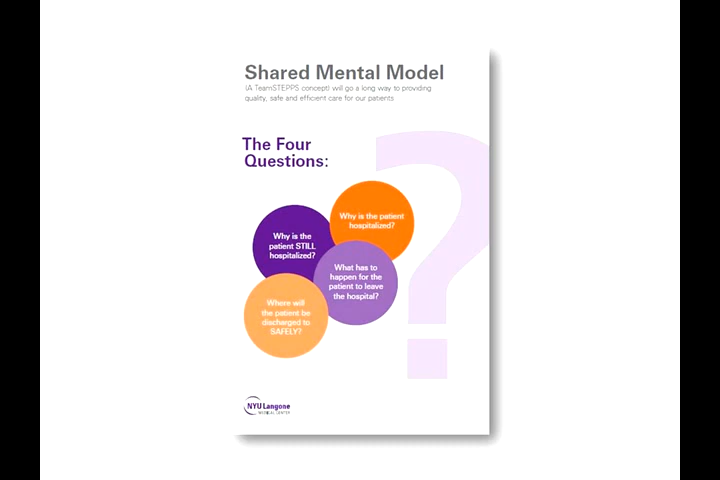 Shared Mental Model
(A TeamSTEPPS concept) will go a long way to providing
quality, safe and efficient care for our patients
The Four
Questions:
Why is the patient
hospitalized?
Why is the
patient STILL
hospitalized?
What has to
happen for the
patient to leave
the hospital?
Where will
the patient be
discharged to
SAFELY?
?
NYU Langone
MEDICAL CENTER